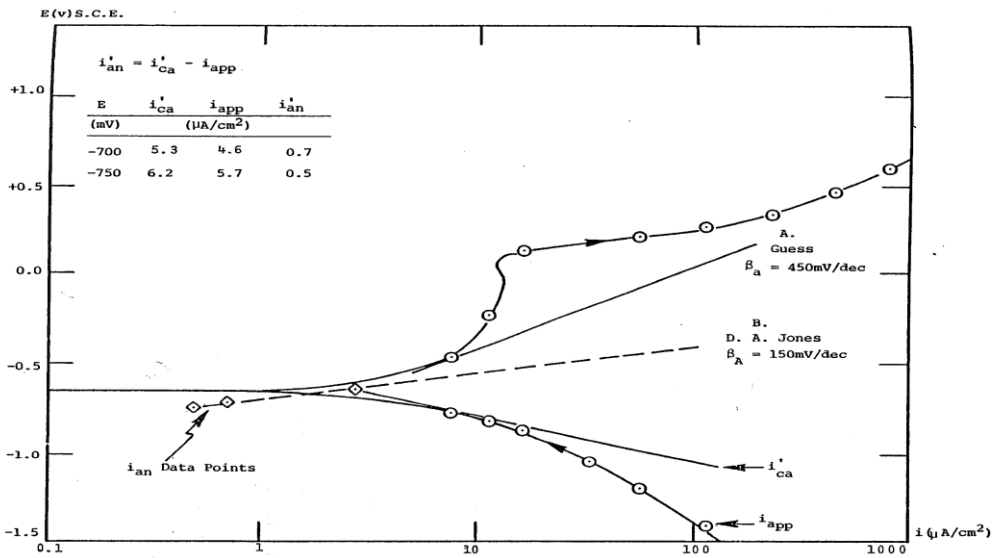 E(v)S.C.E.
i'an = i'ca - iapp
E i'ca iapp i'an
(mV) (μA/cm²)
-700 5.3 4.6 0.7
-750 6.2 5.7 0.5
+1.0
+0.5
0.0
-0.5
-1.0
-1.5
A.
Guess
βa = 450mV/dec
B.
D. A. Jones
βA = 150mV/dec
ian Data Points
i'ca
iapp
0.1 1 10 100 1000 i(μA/cm²)